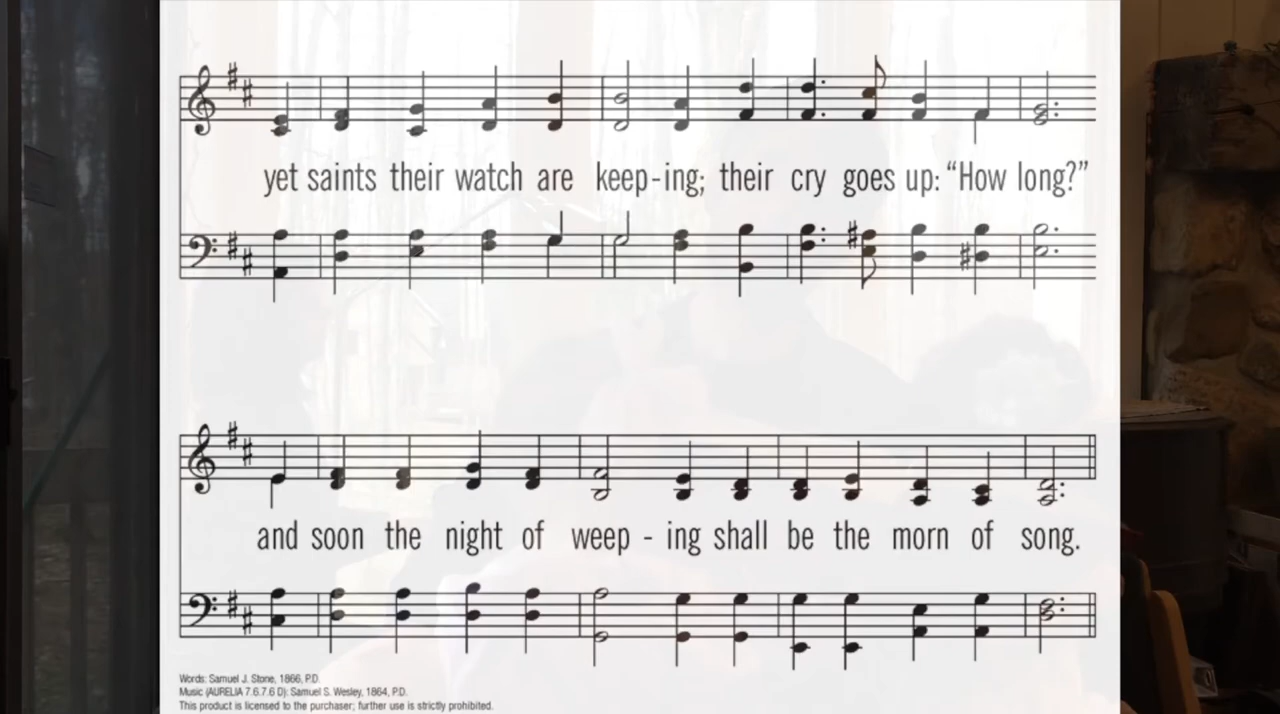 yet saints their watch are keep-ing; their cry goes up: “How long?”
and soon the night of weep - ing shall be the morn of song.
Words: Samuel J. Stone, 1866, P.D.
Music (AURELIA 7.6.7.6 D): Samuel S. Wesley, 1864, P.D.
This product is licensed to the purchaser; further use is strictly prohibited.